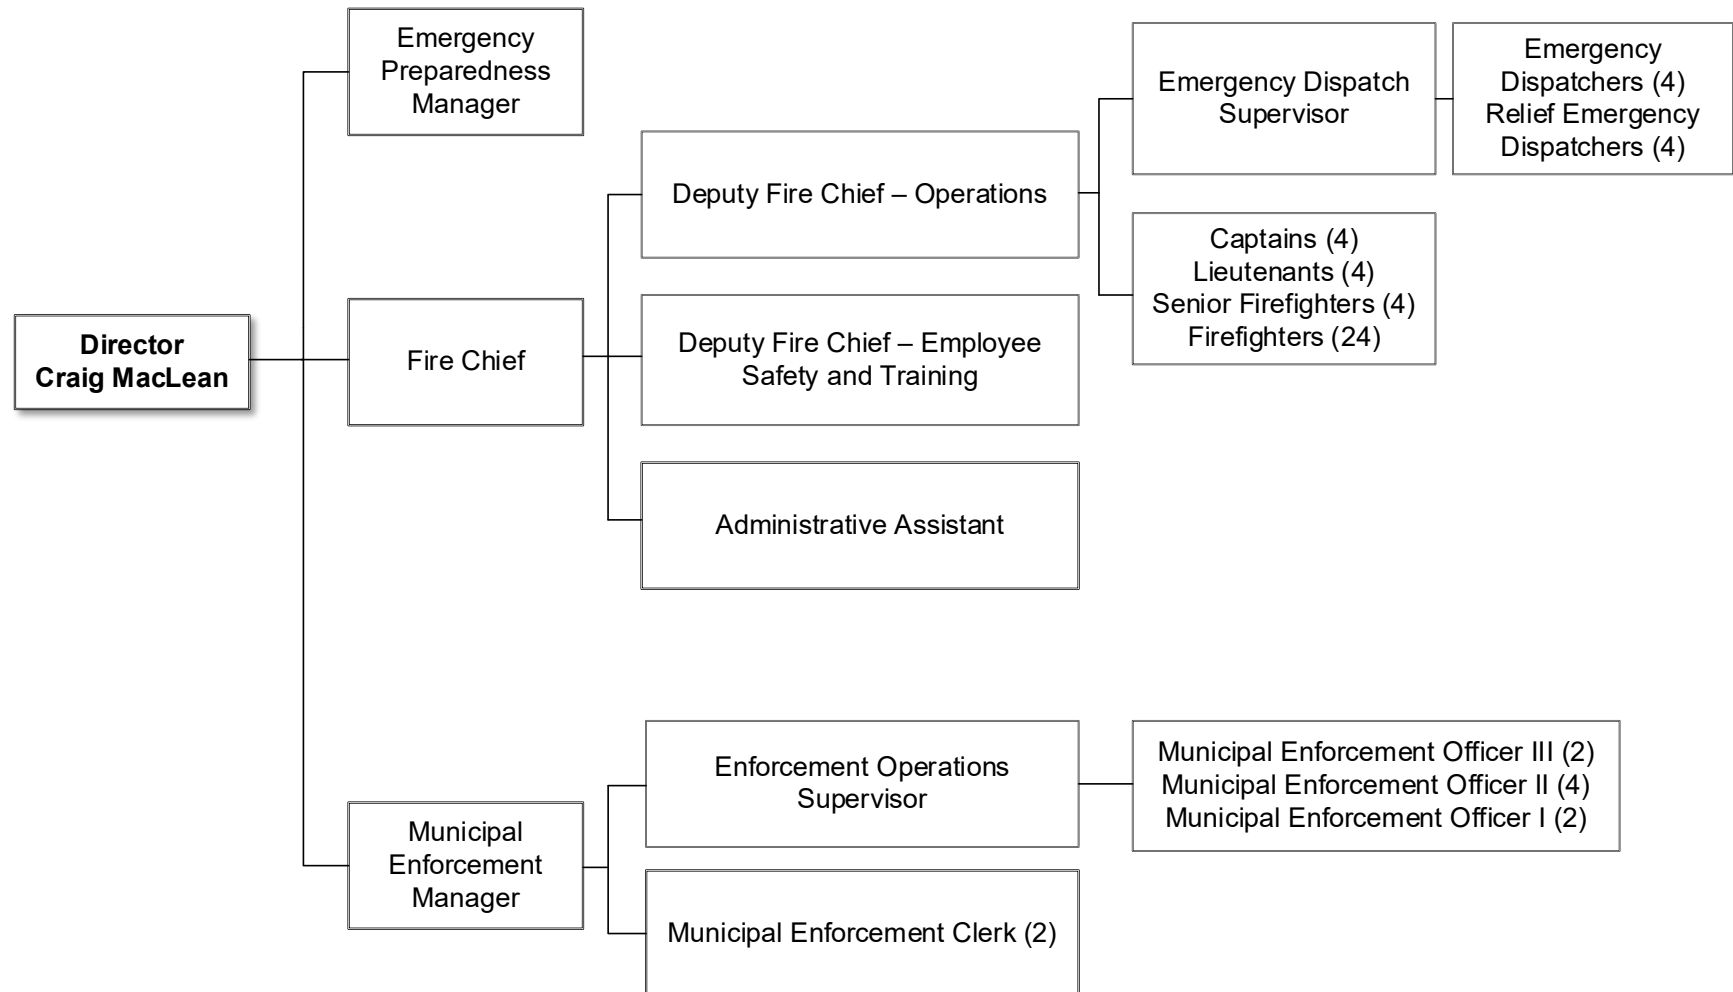 Emergency
Preparedness
Manager
Emergency Dispatch
Supervisor
Emergency
Dispatchers (4)
Relief Emergency
Dispatchers (4)
Deputy Fire Chief – Operations
Captains (4)
Lieutenants (4)
Senior Firefighters (4)
Firefighters (24)
Director
Craig MacLean
Fire Chief
Deputy Fire Chief – Employee
Safety and Training
Administrative Assistant
Enforcement Operations
Supervisor
Municipal Enforcement Officer III (2)
Municipal Enforcement Officer II (4)
Municipal Enforcement Officer I (2)
Municipal
Enforcement
Manager
Municipal Enforcement Clerk (2)